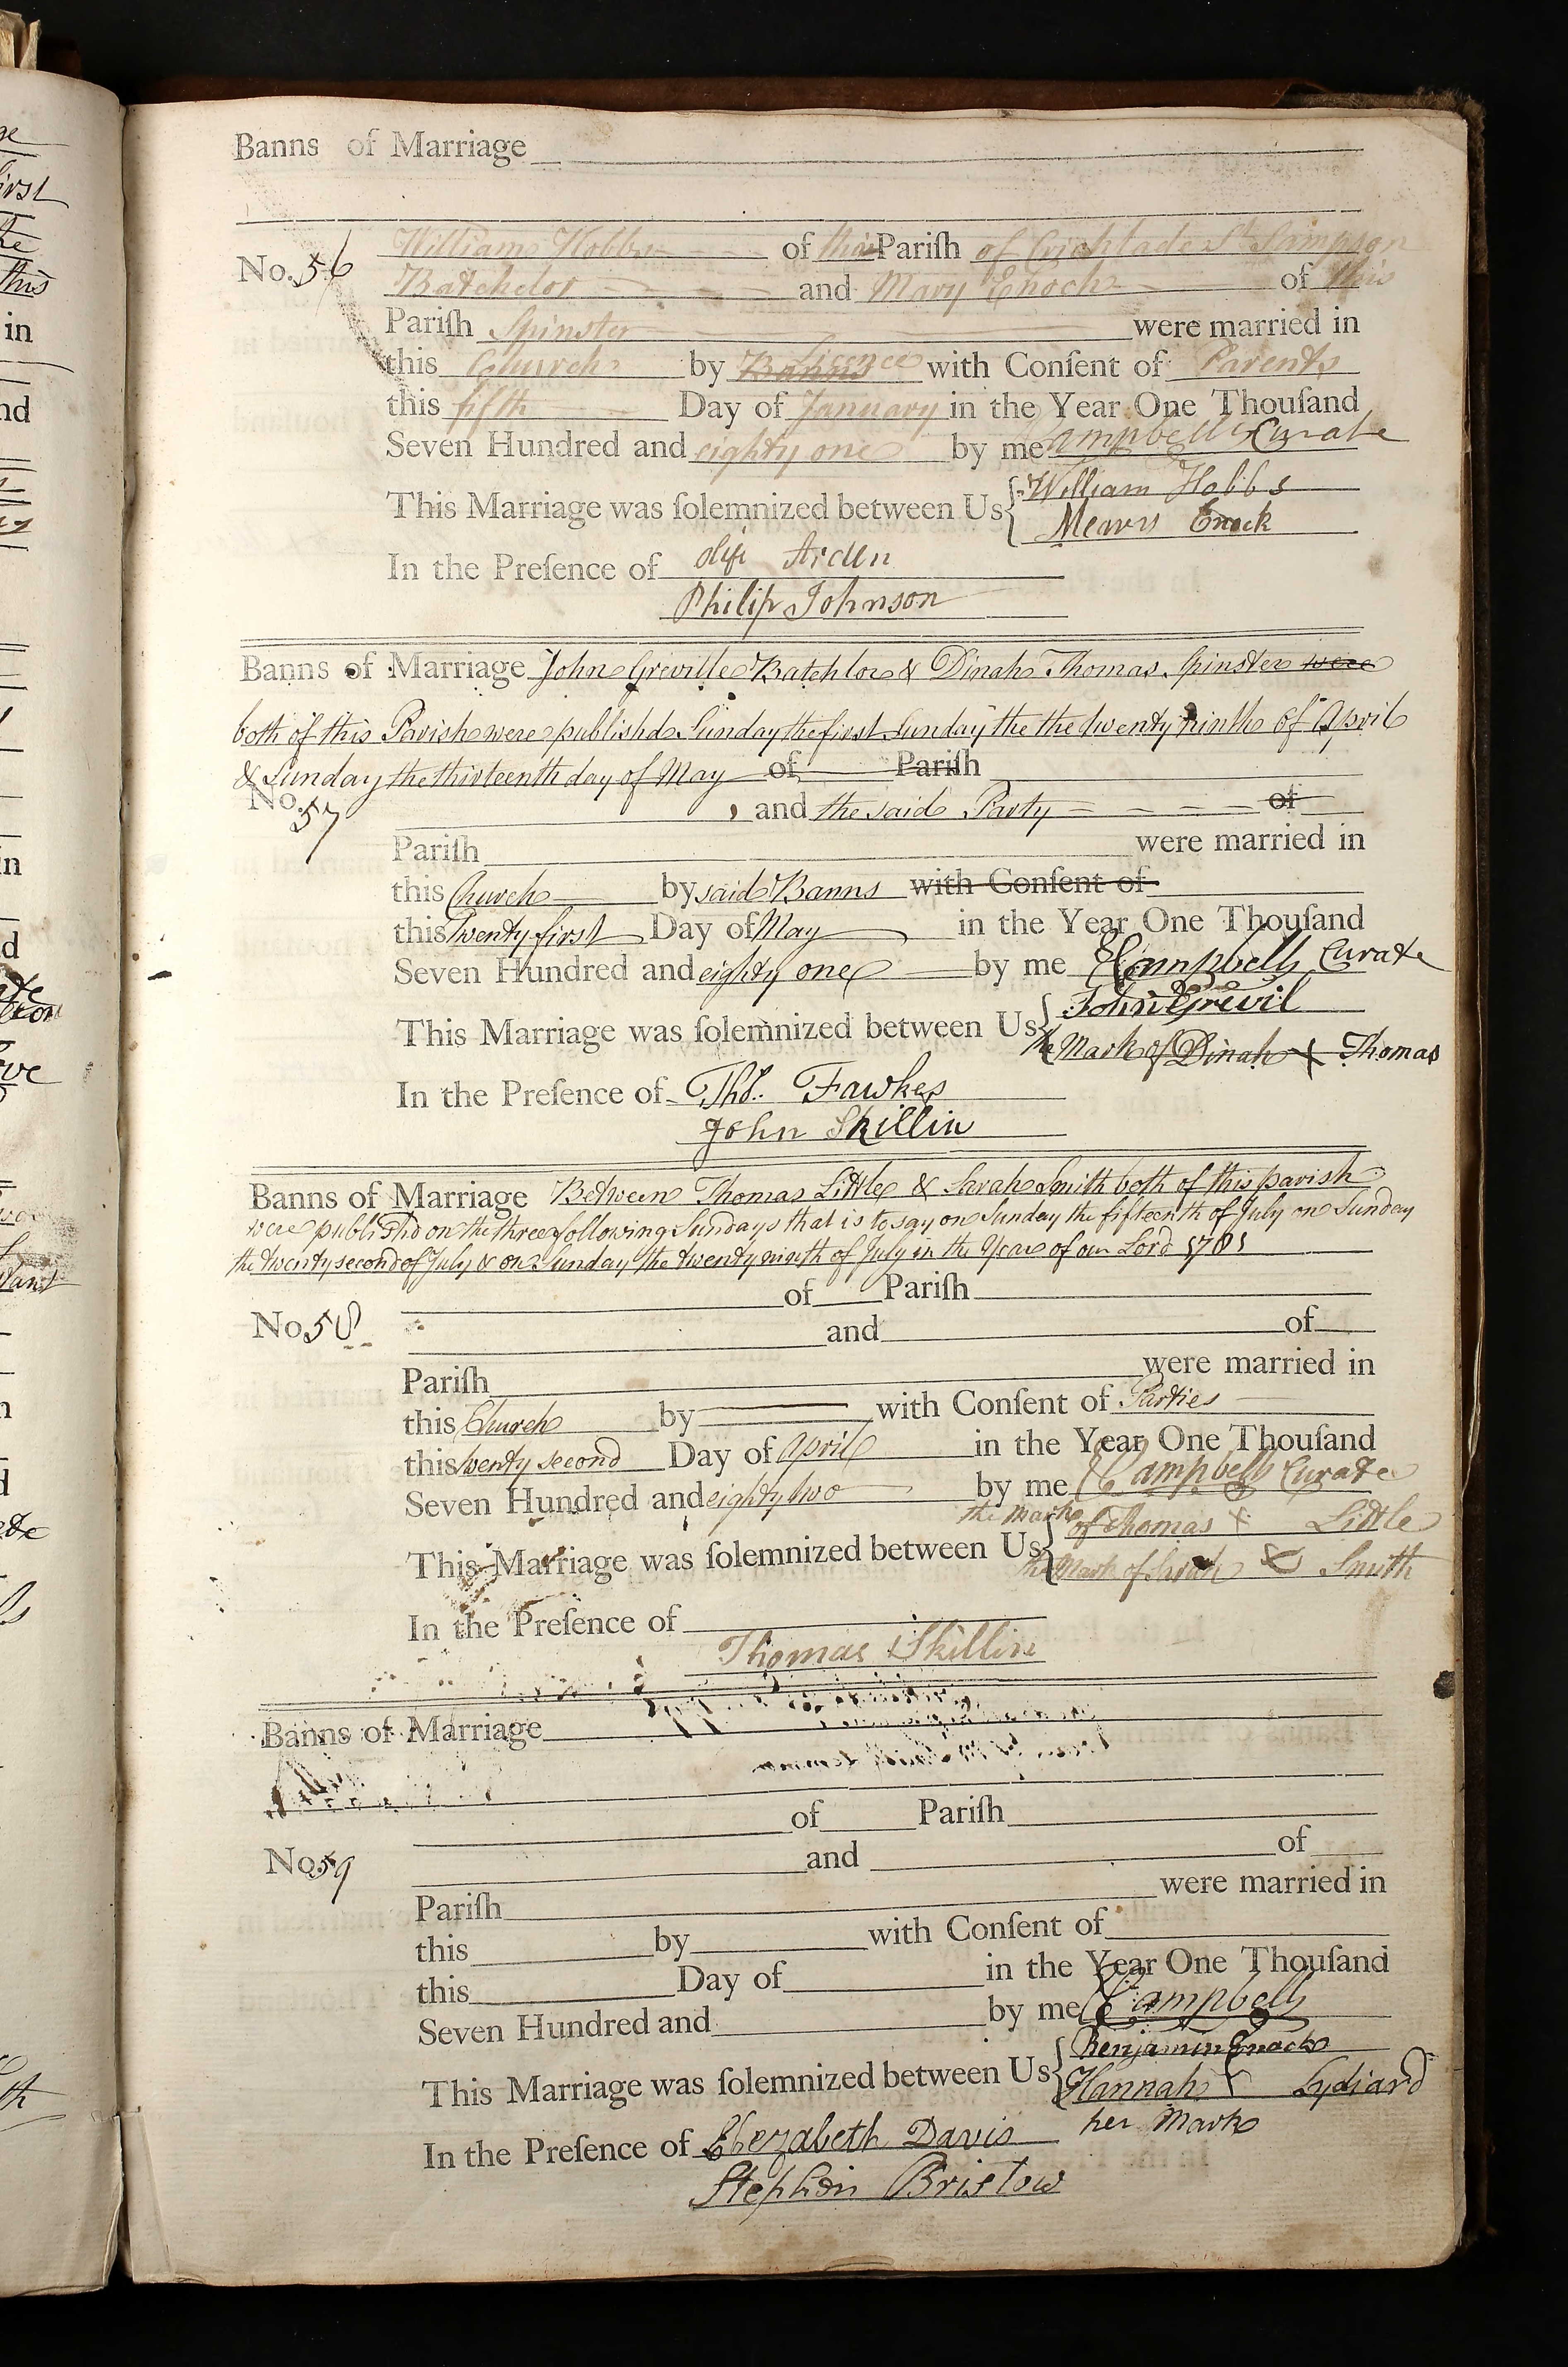 Banns of Marriage
William Hobbs of this Pariſh of Cricklade St. Sampson
No. 56 Batchelor and Mary Enoch of this
Pariſh Spinster were married in
this Church by Banns Licence with Conſent of Parents
this fifth Day of January in the Year One Thouſand
Seven Hundred and eighty one by me Campbell Curate
This Marriage was ſolemnized between Us William Hobbs
Enock
In the Preſence of Arden
Philip Johnson
Banns of Marriage John Greville Batchlor & Dinah Thomas Spinster were
both of this Parish were publishd Sunday the first Sunday the the twenty ninth of April
& Sunday the thirteenth day of May of Pariſh
No. 57 and the said Party of
Pariſh were married in
this Church by said Banns with Conſent of
this Twenty first Day of May in the Year One Thouſand
Seven Hundred and eighty one by me Campbell Curate
This Marriage was ſolemnized between Us John Grevil
the Mark of Dinah X Thomas
In the Preſence of Thos. Fawkes
John Skillin
Banns of Marriage Between Thomas Little & Sarah Smith both of this parish
were publishd on the three following Sundays that is to say on Sunday the fifteenth of July on Sunday
the twenty second of July & on Sunday the twenty nineth of July in the Year of our Lord 1781
of Pariſh
No. 58 and of
Pariſh were married in
this Church by with Conſent of Parties
this twenty second Day of April in the Year One Thouſand
Seven Hundred and eighty two by me Campbell Curate
This Marriage was ſolemnized between Us the Mark of Thomas X Little
the Mark of Sarah Smith
In the Preſence of
Thomas Skillin
Banns of Marriage
of Pariſh
No. 59 and of
Pariſh were married in
this by with Conſent of
this Day of in the Year One Thouſand
Seven Hundred and by me Campbell
This Marriage was ſolemnized between Us Benjamin Enock
Hannah X Lydiard
her Mark
In the Preſence of Elezabeth Davis
Stephen Bristow